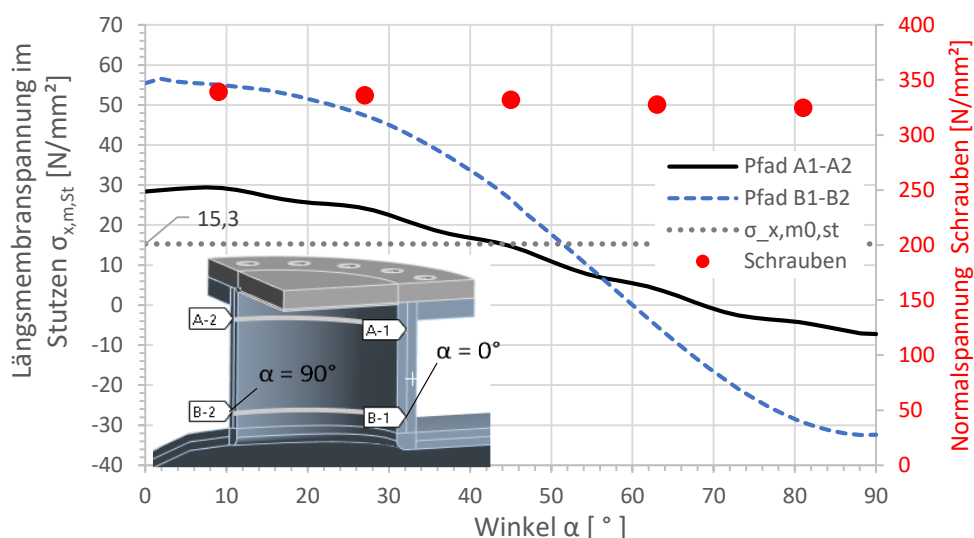 Längsmembranspannung im
Stutzen σx,m,St [N/mm²]
70
60
50
40
30
20
10
0
-10
-20
-30
-40
15,3
Pfad A1-A2
Pfad B1-B2
σ_x,m0,st
Schrauben
A-2
A-1
α = 0°
α = 90°
B-2
B-1
0 10 20 30 40 50 60 70 80 90
Winkel α [ ° ]
400
350
300
250
200
150
100
50
0
Normalspannung Schrauben [N/mm²]